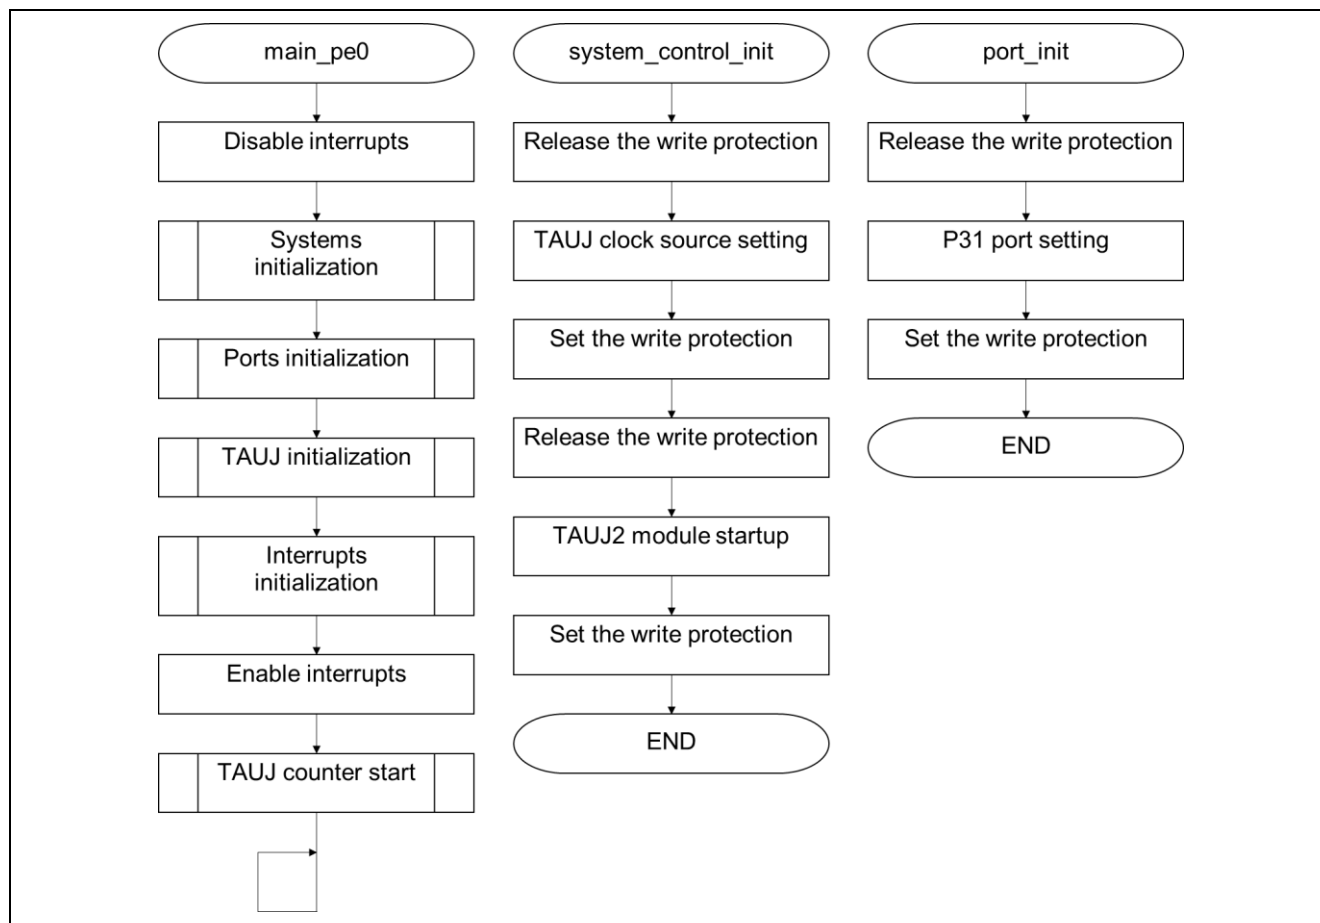 main_pe0
Disable interrupts
Systems
initialization
Ports initialization
TAUJ initialization
Interrupts
initialization
Enable interrupts
TAUJ counter start
system_control_init
Release the write protection
TAUJ clock source setting
Set the write protection
Release the write protection
TAUJ2 module startup
Set the write protection
END
port_init
Release the write protection
P31 port setting
Set the write protection
END